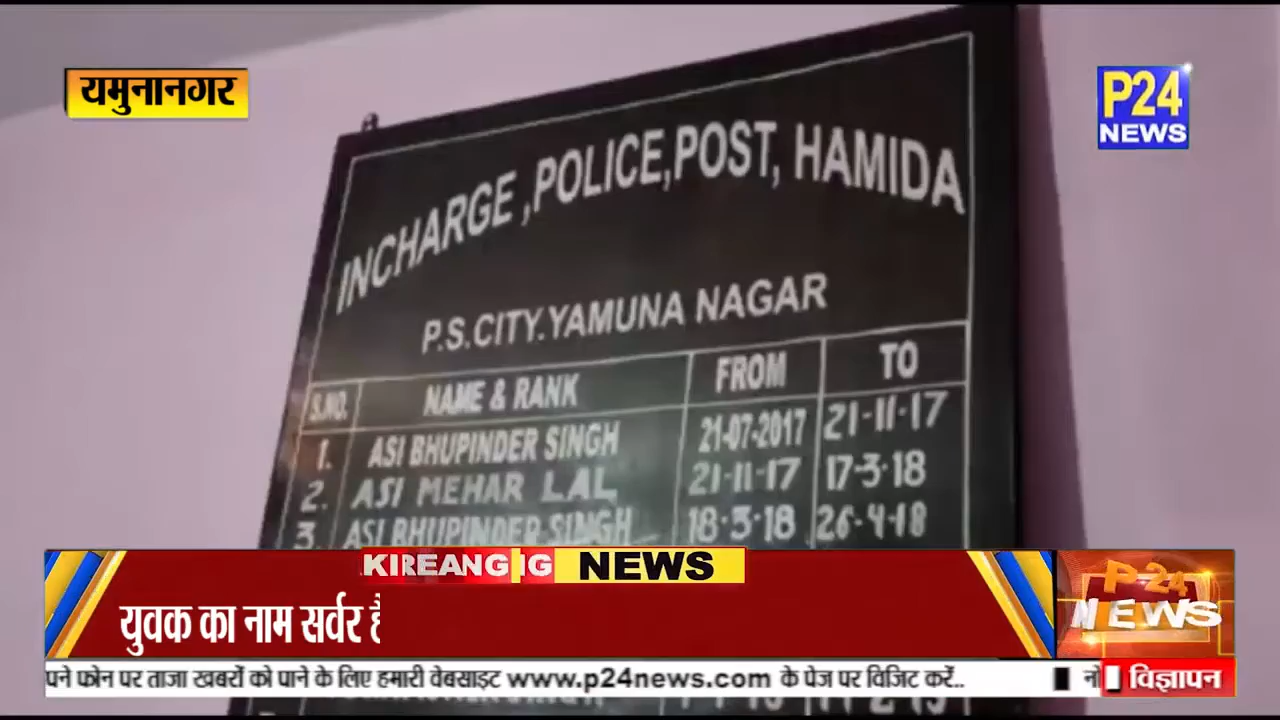 यमुनानगर
P24
NEWS
INCHARGE ,POLICE,POST, HAMIDA
P.S.CITY.YAMUNA NAGAR
S.NO. NAME & RANK FROM TO
1. ASI BHUPINDER SINGH 21-07-2017 21-11-17
2. ASI MEHAR LAL 21-11-17 17-3-18
3. ASI BHUPINDER SINGH 18-3-18 26-4-18
NEWS
युवक का नाम सर्वर है
P24
NEWS
पने फोन पर ताजा खबरों को पाने के लिए हमारी वेबसाइट www.p24news.com के पेज पर विजिट करें..
विज्ञापन